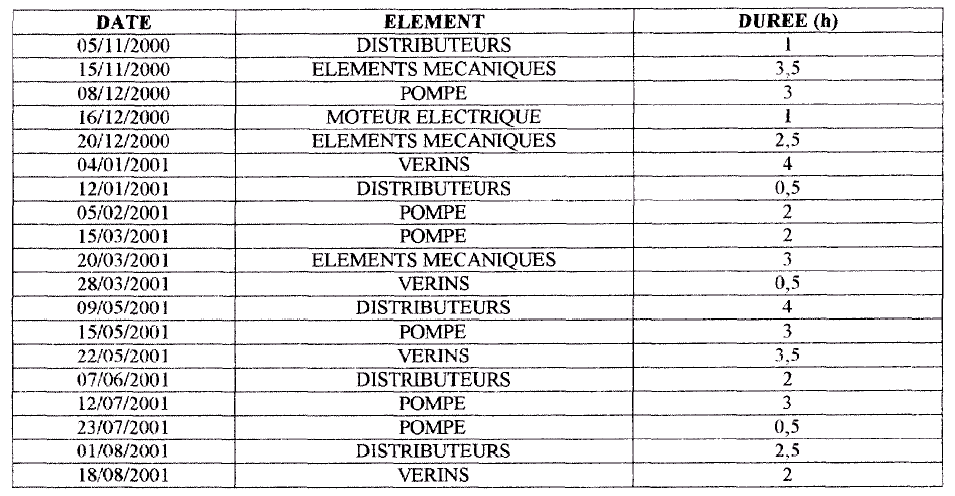 DATE ELEMENT DUREE (h)
05/11/2000 DISTRIBUTEURS 1
15/11/2000 ELEMENTS MECANIQUES 3,5
08/12/2000 POMPE 3
16/12/2000 MOTEUR ELECTRIQUE 1
20/12/2000 ELEMENTS MECANIQUES 2,5
04/01/2001 VERINS 4
12/01/2001 DISTRIBUTEURS 0,5
05/02/2001 POMPE 2
15/03/2001 POMPE 2
20/03/2001 ELEMENTS MECANIQUES 3
28/03/2001 VERINS 0,5
09/05/2001 DISTRIBUTEURS 4
15/05/2001 POMPE 3
22/05/2001 VERINS 3,5
07/06/2001 DISTRIBUTEURS 2
12/07/2001 POMPE 3
23/07/2001 POMPE 0,5
01/08/2001 DISTRIBUTEURS 2,5
18/08/2001 VERINS 2